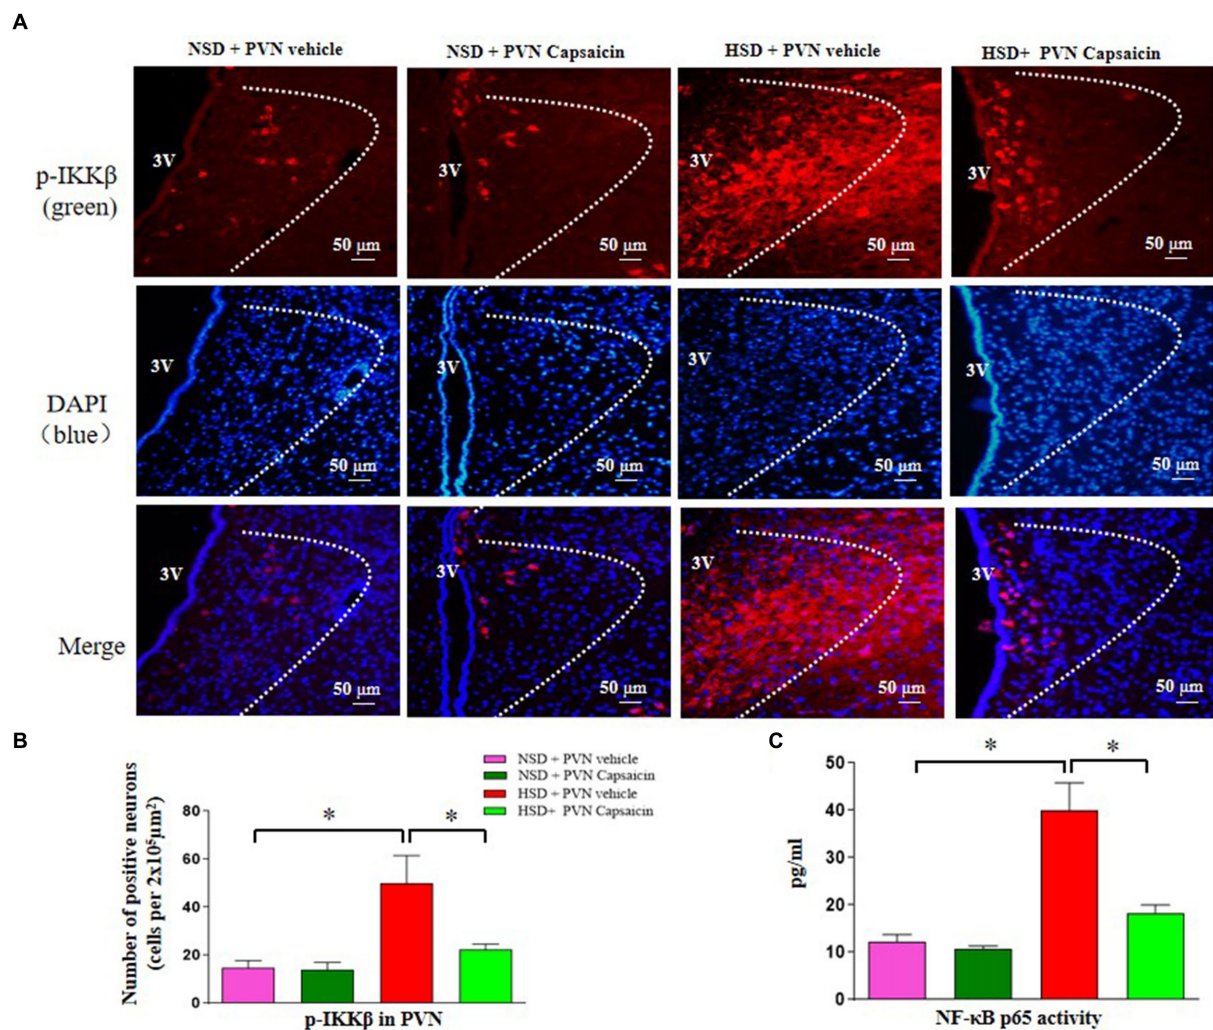 A
NSD + PVN vehicle NSD + PVN Capsaicin HSD + PVN vehicle HSD+ PVN Capsaicin
p-IKKβ
(green)
3V 3V 3V 3V
50 μm 50 μm 50 μm 50 μm
DAPI
(blue)
3V 3V 3V 3V
50 μm 50 μm 50 μm 50 μm
Merge
3V 3V 3V 3V
50 μm 50 μm 50 μm 50 μm
B
NSD + PVN vehicle
NSD + PVN Capsaicin
HSD + PVN vehicle
HSD+ PVN Capsaicin
Number of positive neurons
(cells per 2x10⁵μm²)
80
60
40
20
0
* *
p-IKKβ in PVN
C
pg/ml
50
40
30
20
10
0
* *
NF-κB p65 activity